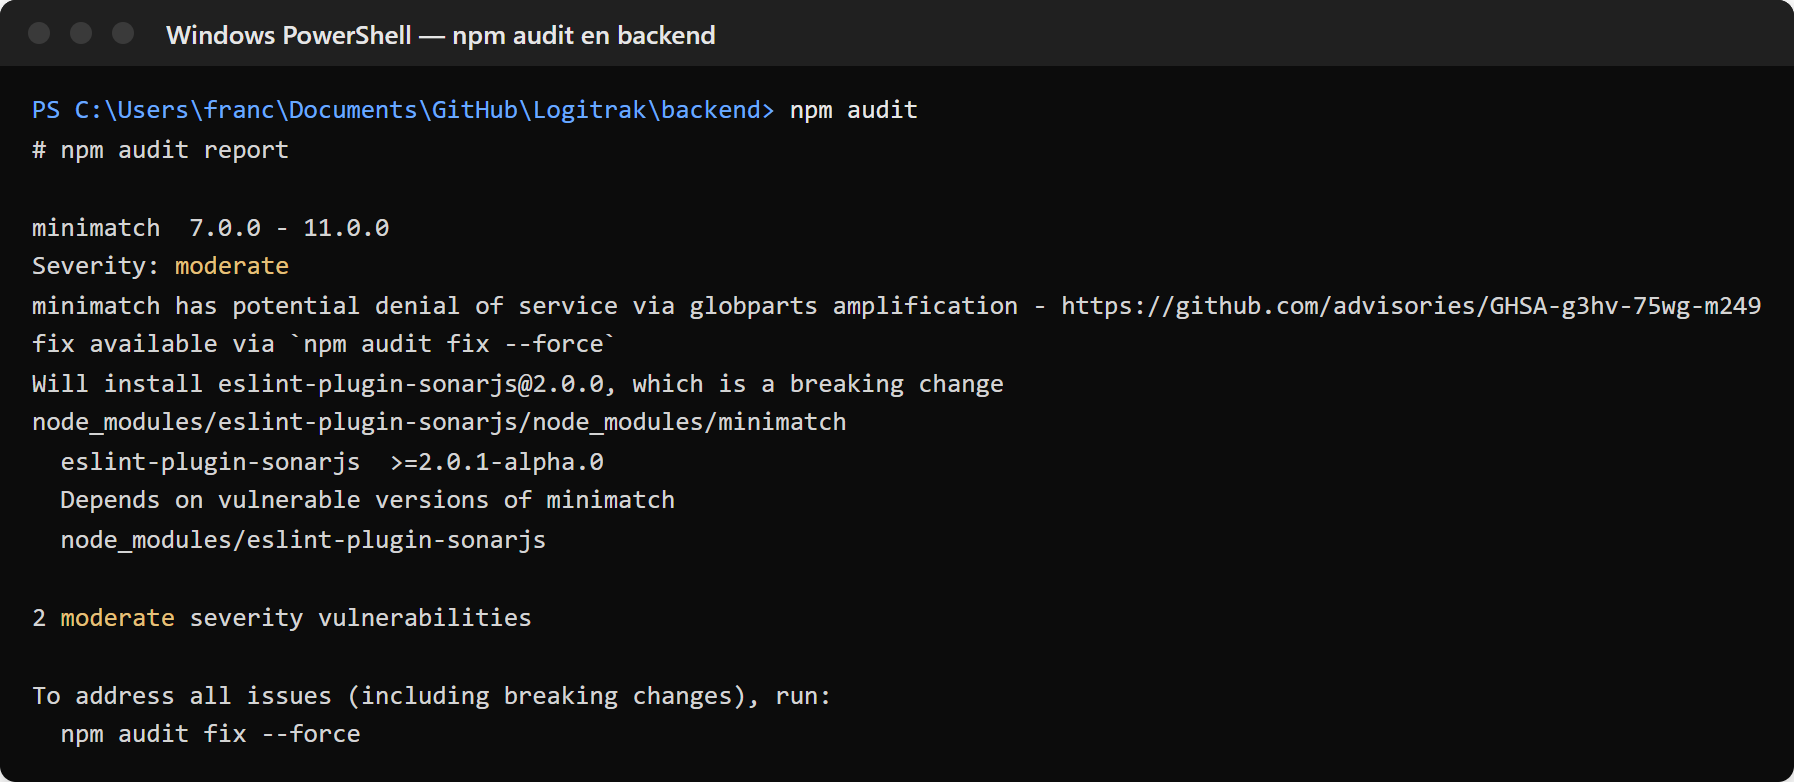 Windows PowerShell — npm audit en backend
PS C:\Users\franc\Documents\GitHub\Logitrak\backend> npm audit
# npm audit report
minimatch  7.0.0 - 11.0.0
Severity: moderate
minimatch has potential denial of service via globparts amplification - https://github.com/advisories/GHSA-g3hv-75wg-m249
fix available via `npm audit fix --force`
Will install eslint-plugin-sonarjs@2.0.0, which is a breaking change
node_modules/eslint-plugin-sonarjs/node_modules/minimatch
  eslint-plugin-sonarjs  >=2.0.1-alpha.0
  Depends on vulnerable versions of minimatch
  node_modules/eslint-plugin-sonarjs
2 moderate severity vulnerabilities
To address all issues (including breaking changes), run:
  npm audit fix --force